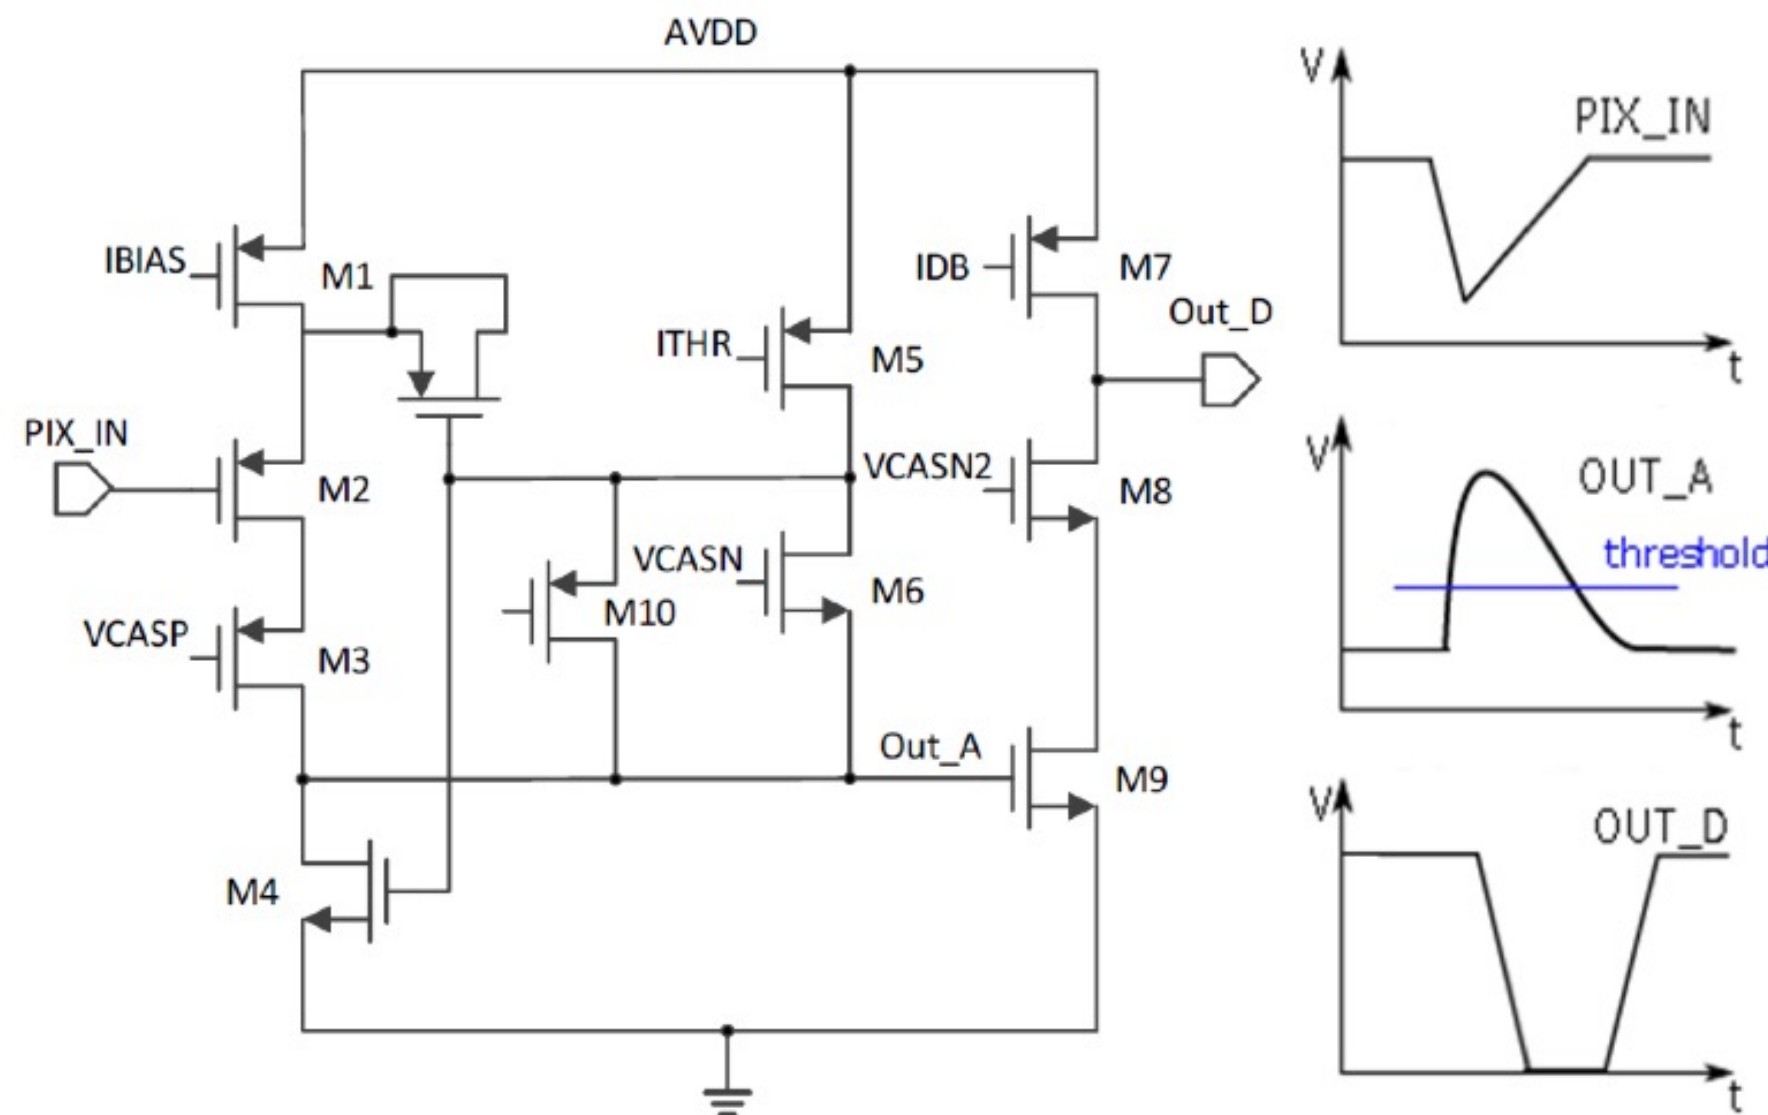 AVDD
IBIAS
M1
PIX_IN
M2
VCASP
M3
M4
ITHR
M5
VCASN
M6
M10
IDB
M7
Out_D
VCASN2
M8
Out_A
M9
V
PIX_IN
t
V
OUT_A
threshold
t
V
OUT_D
t